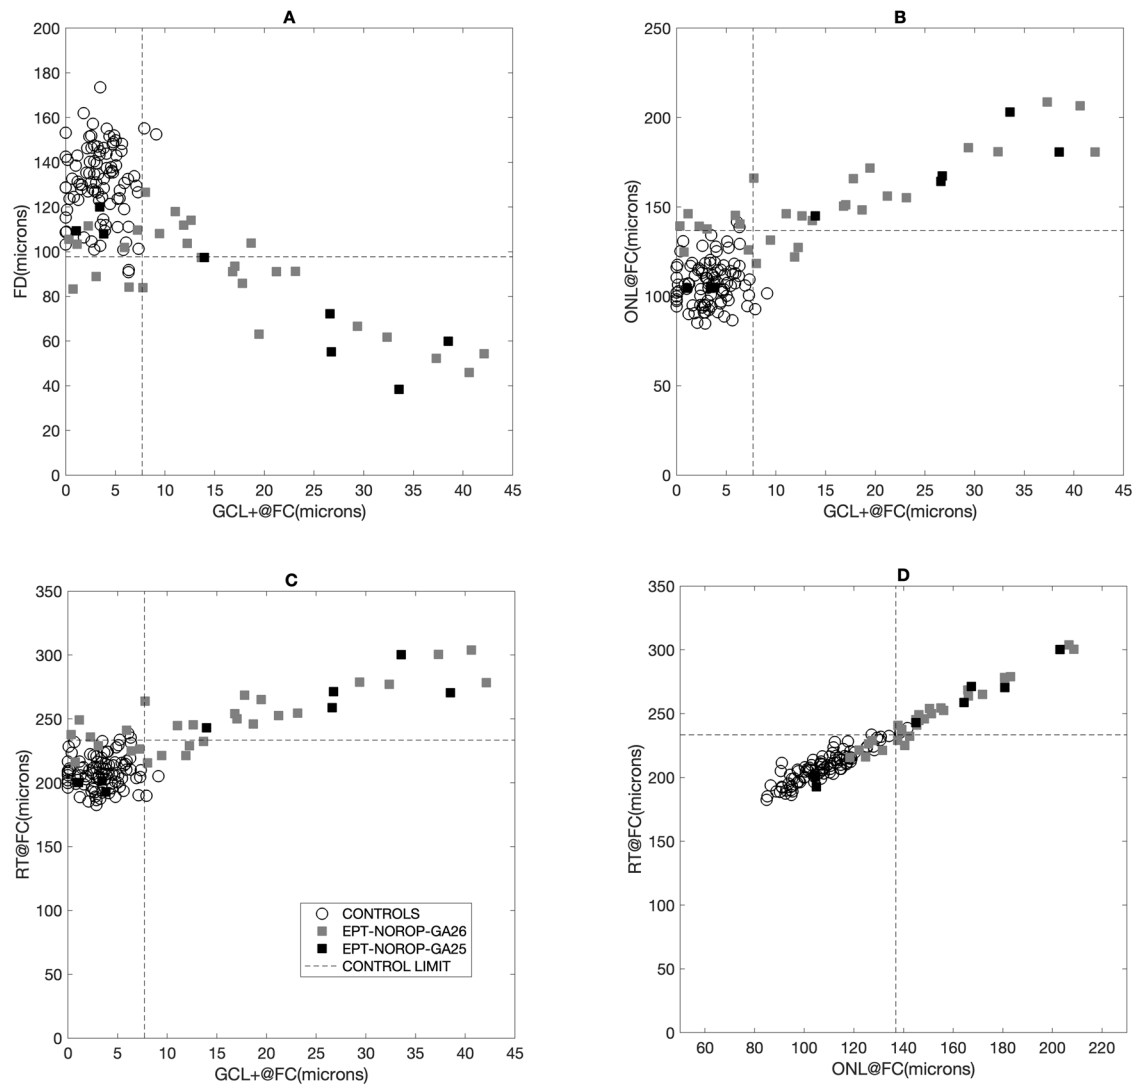 A
200
180
160
140
120
100
80
60
40
20
0
FD(microns)
0 5 10 15 20 25 30 35 40 45
GCL+@FC(microns)
B
250
200
150
100
50
0
ONL@FC(microns)
0 5 10 15 20 25 30 35 40 45
GCL+@FC(microns)
C
350
300
250
200
150
100
50
0
RT@FC(microns)
CONTROLS
EPT-NOROP-GA26
EPT-NOROP-GA25
CONTROL LIMIT
0 5 10 15 20 25 30 35 40 45
GCL+@FC(microns)
D
350
300
250
200
150
100
50
0
RT@FC(microns)
60 80 100 120 140 160 180 200 220
ONL@FC(microns)